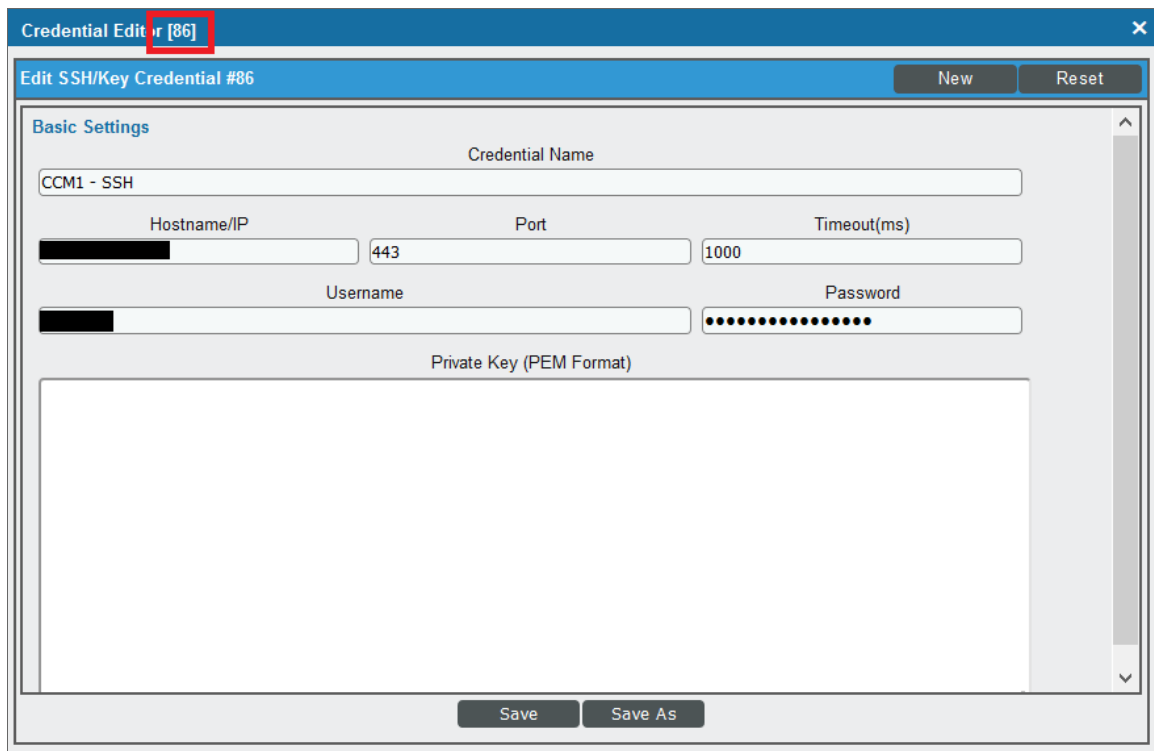 Credential Editor [86]
Edit SSH/Key Credential #86 New Reset
Basic Settings
Credential Name
CCM1 - SSH
Hostname/IP Port Timeout(ms)
443 1000
Username Password
••••••••••••••••
Private Key (PEM Format)
Save Save As